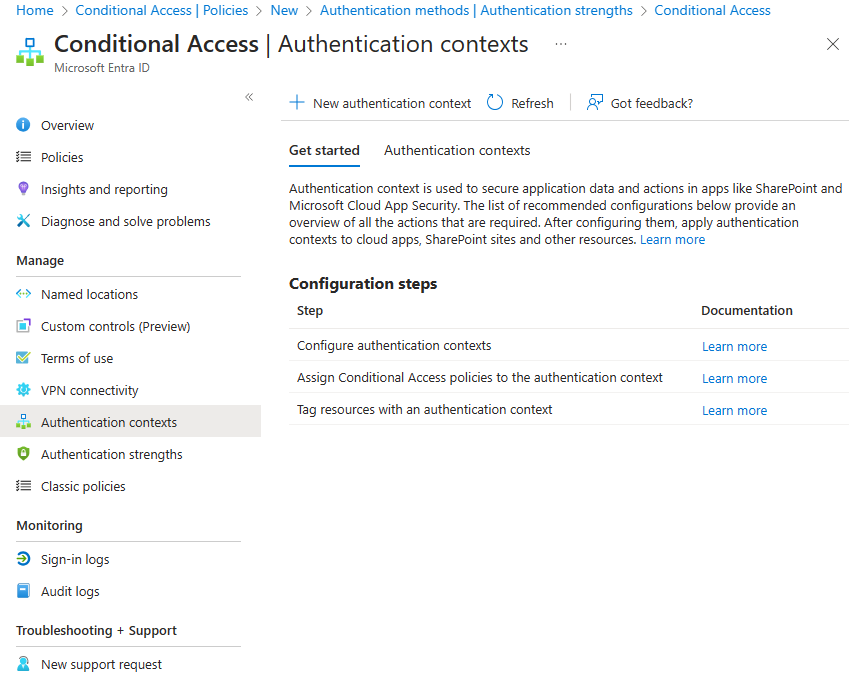 Home > Conditional Access | Policies > New > Authentication methods | Authentication strengths > Conditional Access
Conditional Access | Authentication contexts ...
Microsoft Entra ID
«
Overview
Policies
Insights and reporting
Diagnose and solve problems
Manage
Named locations
Custom controls (Preview)
Terms of use
VPN connectivity
Authentication contexts
Authentication strengths
Classic policies
Monitoring
Sign-in logs
Audit logs
Troubleshooting + Support
New support request
New authentication context Refresh Got feedback?
Get started Authentication contexts
Authentication context is used to secure application data and actions in apps like SharePoint and
Microsoft Cloud App Security. The list of recommended configurations below provide an
overview of all the actions that are required. After configuring them, apply authentication
contexts to cloud apps, SharePoint sites and other resources. Learn more
Configuration steps
Step Documentation
Configure authentication contexts Learn more
Assign Conditional Access policies to the authentication context Learn more
Tag resources with an authentication context Learn more